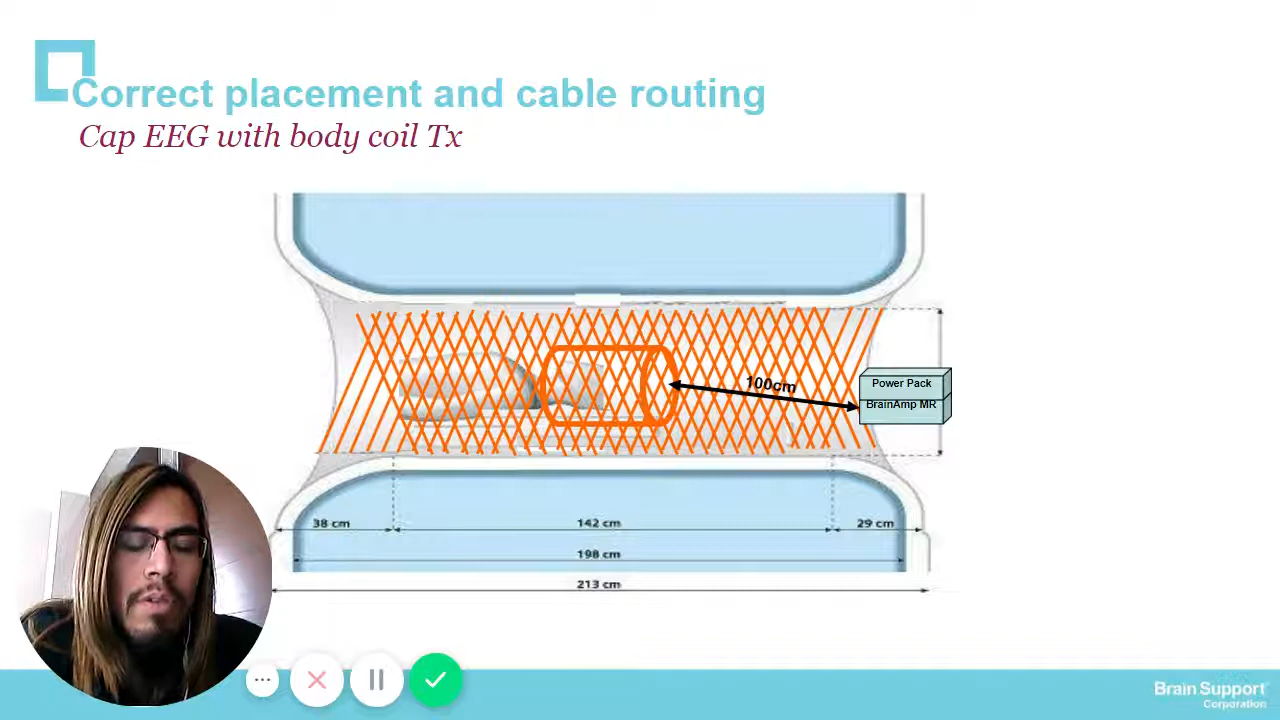 Correct placement and cable routing
Cap EEG with body coil Tx
100cm
Power Pack
BrainAmp MR
38 cm
142 cm
29 cm
198 cm
213 cm
Brain Support
Corporation